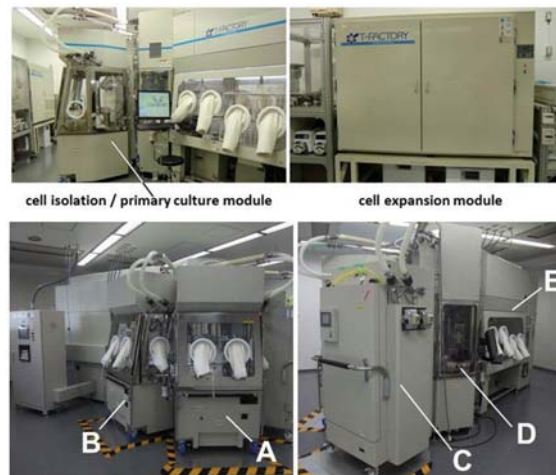 T-FACTORY
T-FACTORY
cell isolation / primary culture module
cell expansion module
B
A
E
D
C